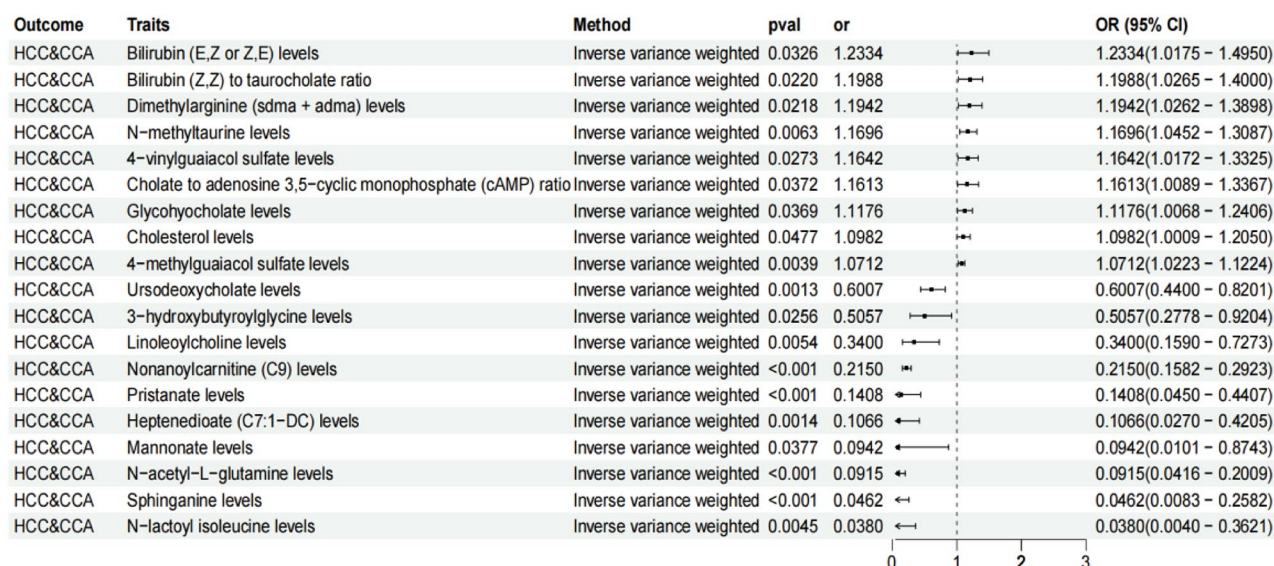 Outcome Traits Method pval or OR (95% CI)
HCC&CCA Bilirubin (E,Z or Z,E) levels Inverse variance weighted 0.0326 1.2334 1.2334(1.0175 − 1.4950)
HCC&CCA Bilirubin (Z,Z) to taurocholate ratio Inverse variance weighted 0.0220 1.1988 1.1988(1.0265 − 1.4000)
HCC&CCA Dimethylarginine (sdma + adma) levels Inverse variance weighted 0.0218 1.1942 1.1942(1.0262 − 1.3898)
HCC&CCA N−methyltaurine levels Inverse variance weighted 0.0063 1.1696 1.1696(1.0452 − 1.3087)
HCC&CCA 4−vinylguaiacol sulfate levels Inverse variance weighted 0.0273 1.1642 1.1642(1.0172 − 1.3325)
HCC&CCA Cholate to adenosine 3,5−cyclic monophosphate (cAMP) ratio Inverse variance weighted 0.0372 1.1613 1.1613(1.0089 − 1.3367)
HCC&CCA Glycohyocholate levels Inverse variance weighted 0.0369 1.1176 1.1176(1.0068 − 1.2406)
HCC&CCA Cholesterol levels Inverse variance weighted 0.0477 1.0982 1.0982(1.0009 − 1.2050)
HCC&CCA 4−methylguaiacol sulfate levels Inverse variance weighted 0.0039 1.0712 1.0712(1.0223 − 1.1224)
HCC&CCA Ursodeoxycholate levels Inverse variance weighted 0.0013 0.6007 0.6007(0.4400 − 0.8201)
HCC&CCA 3−hydroxybutyroylglycine levels Inverse variance weighted 0.0256 0.5057 0.5057(0.2778 − 0.9204)
HCC&CCA Linoleoylcholine levels Inverse variance weighted 0.0054 0.3400 0.3400(0.1590 − 0.7273)
HCC&CCA Nonanoylcarnitine (C9) levels Inverse variance weighted <0.001 0.2150 0.2150(0.1582 − 0.2923)
HCC&CCA Pristanate levels Inverse variance weighted <0.001 0.1408 0.1408(0.0450 − 0.4407)
HCC&CCA Heptenedioate (C7:1−DC) levels Inverse variance weighted 0.0014 0.1066 0.1066(0.0270 − 0.4205)
HCC&CCA Mannonate levels Inverse variance weighted 0.0377 0.0942 0.0942(0.0101 − 0.8743)
HCC&CCA N−acetyl−L−glutamine levels Inverse variance weighted <0.001 0.0915 0.0915(0.0416 − 0.2009)
HCC&CCA Sphinganine levels Inverse variance weighted <0.001 0.0462 0.0462(0.0083 − 0.2582)
HCC&CCA N−lactoyl isoleucine levels Inverse variance weighted 0.0045 0.0380 0.0380(0.0040 − 0.3621)
0 1 2 3